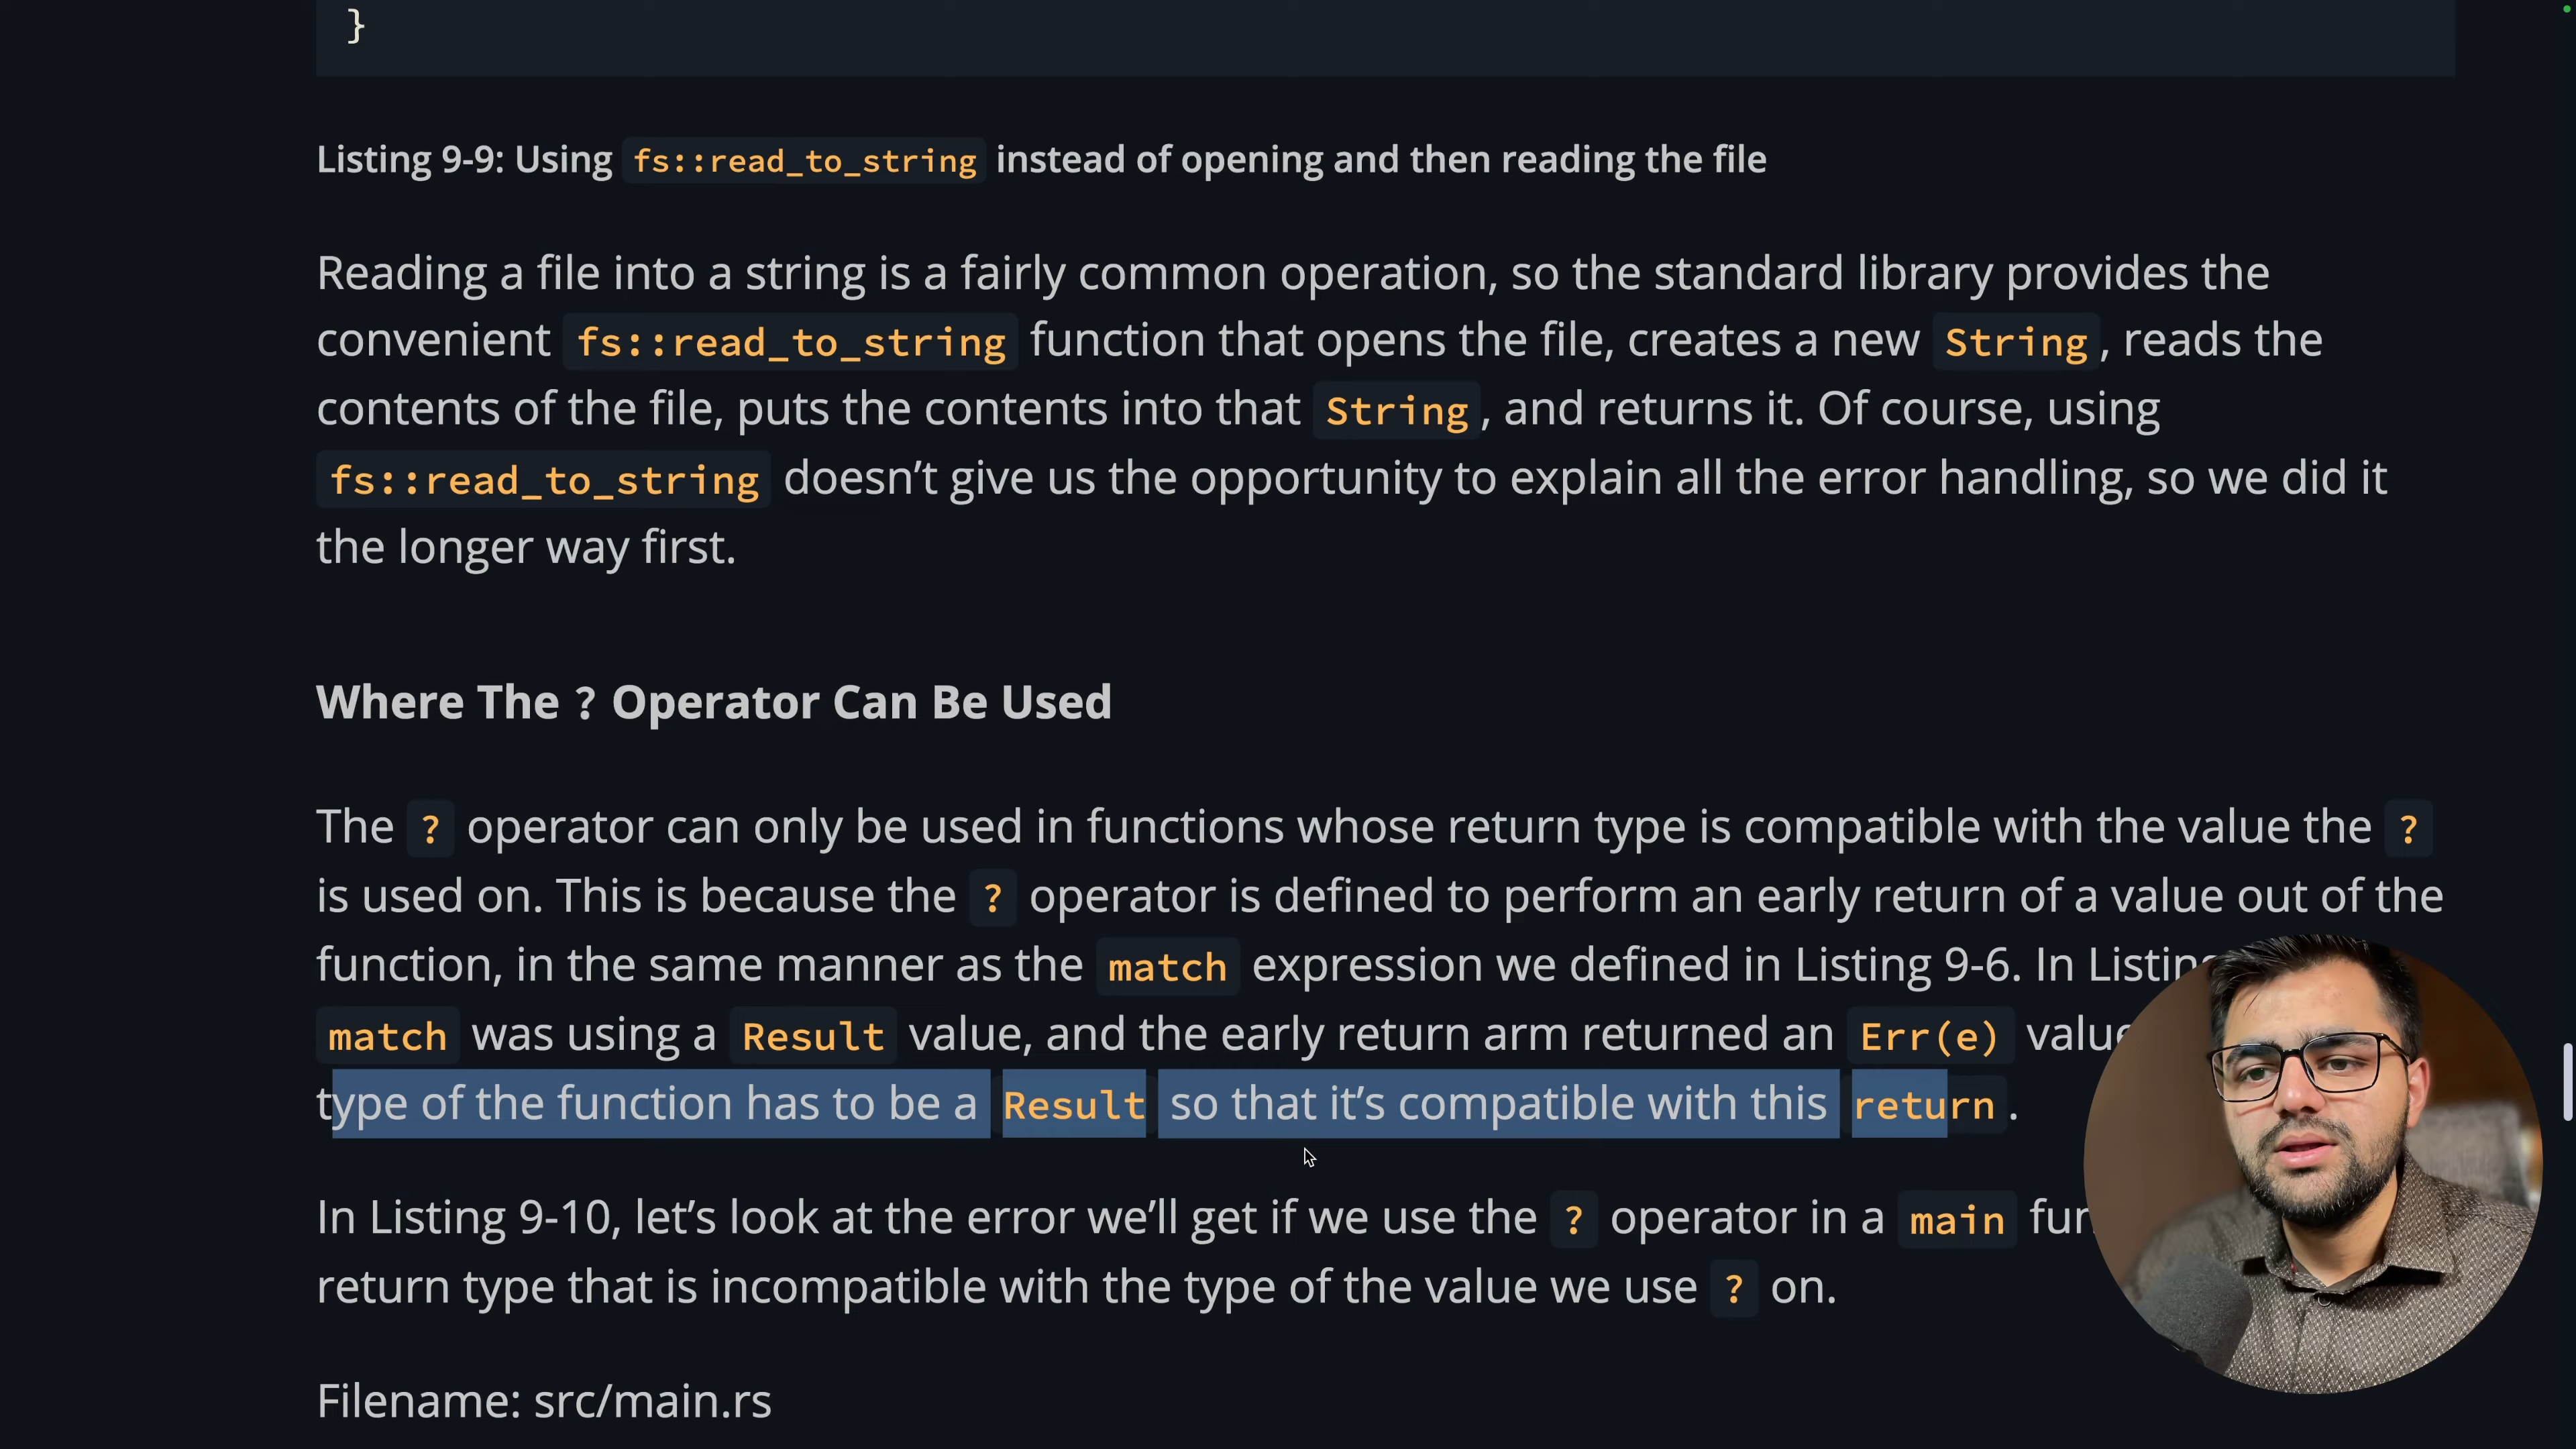 }
Listing 9-9: Using fs::read_to_string instead of opening and then reading the file
Reading a file into a string is a fairly common operation, so the standard library provides the
convenient fs::read_to_string function that opens the file, creates a new String, reads the
contents of the file, puts the contents into that String, and returns it. Of course, using
fs::read_to_string doesn’t give us the opportunity to explain all the error handling, so we did it
the longer way first.
Where The ? Operator Can Be Used
The ? operator can only be used in functions whose return type is compatible with the value the ?
is used on. This is because the ? operator is defined to perform an early return of a value out of the
function, in the same manner as the match expression we defined in Listing 9-6. In
match was using a Result value, and the early return arm returned an Err(e)
type of the function has to be a Result so that it’s compatible with this return.
In Listing 9-10, let’s look at the error we’ll get if we use the ? operator in a main
return type that is incompatible with the type of the value we use ? on.
Filename: src/main.rs